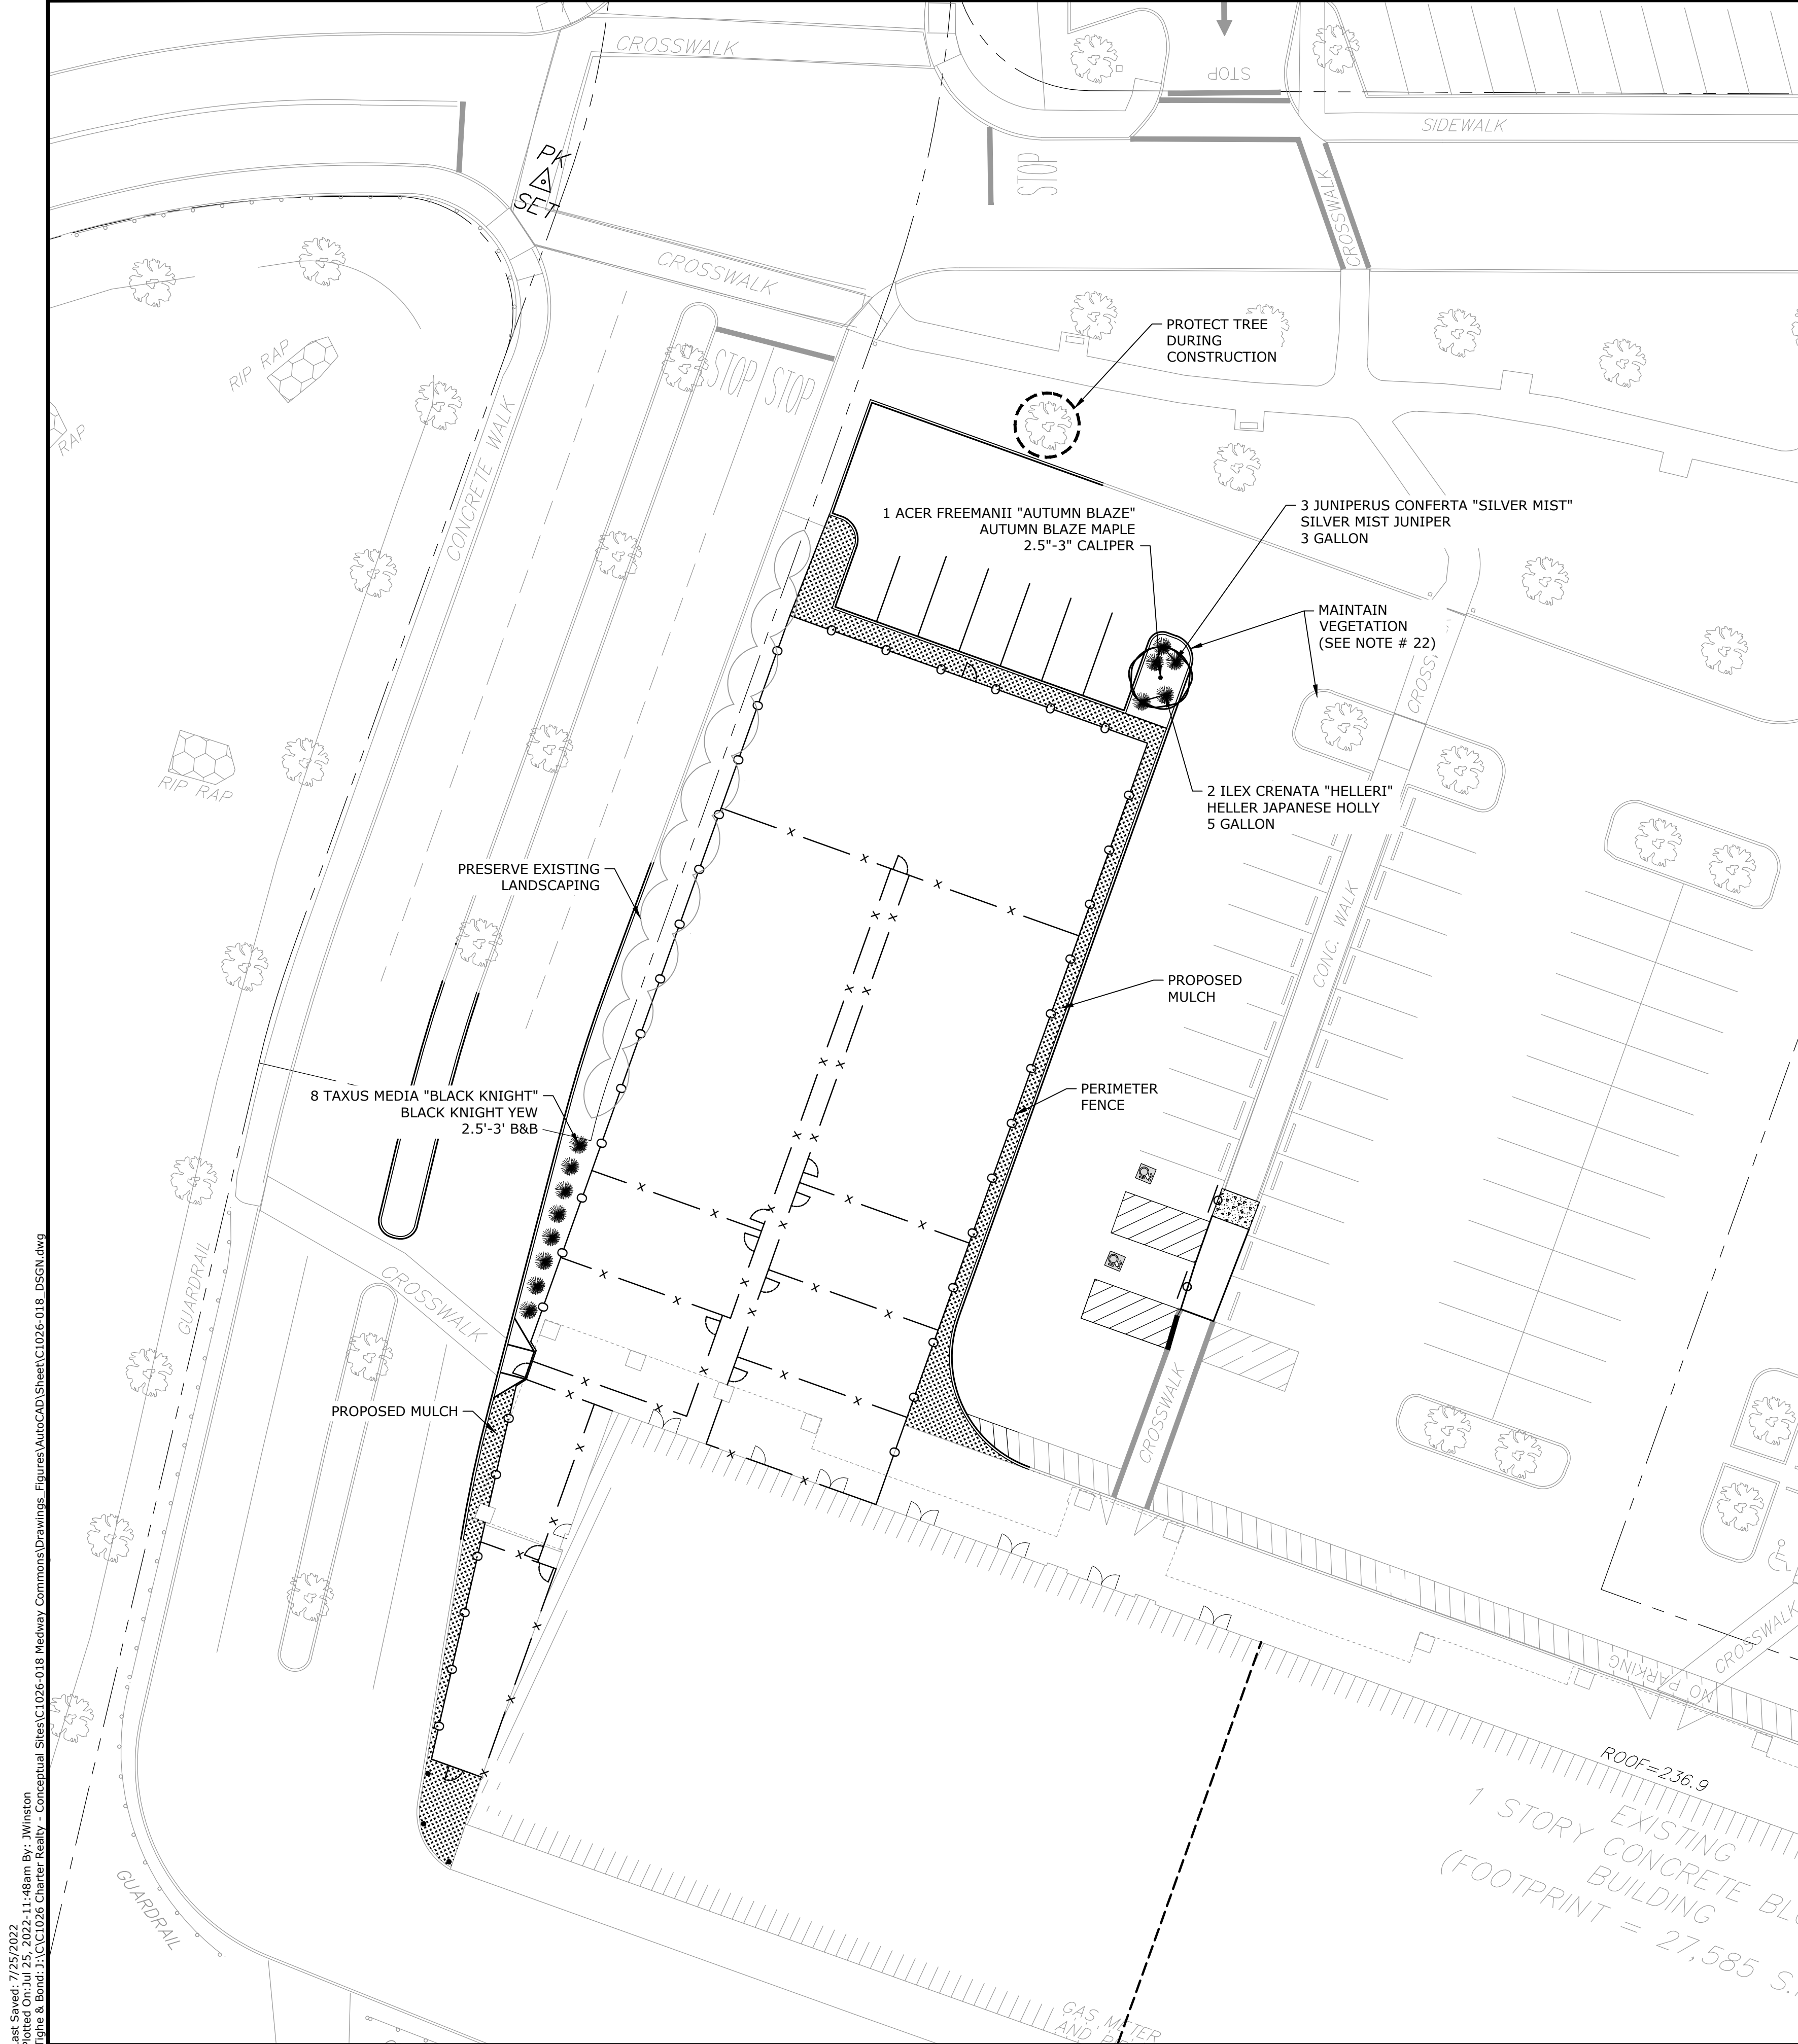 CROSSWALK
STOP
SIDEWALK
PK
SET
STOP
CROSSWALK
CROSSWALK
PROTECT TREE
DURING
CONSTRUCTION
RIP RAP
RAP
STOP
STOP
CONCRETE WALK
1 ACER FREEMANII "AUTUMN BLAZE"
AUTUMN BLAZE MAPLE
2.5"-3" CALIPER
3 JUNIPERUS CONFERTA "SILVER MIST"
SILVER MIST JUNIPER
3 GALLON
MAINTAIN
VEGETATION
(SEE NOTE # 22)
CROSS
RIP RAP
2 ILEX CRENATA "HELLERI"
HELLER JAPANESE HOLLY
5 GALLON
PRESERVE EXISTING
LANDSCAPING
CONC. WALK
PROPOSED
MULCH
8 TAXUS MEDIA "BLACK KNIGHT"
BLACK KNIGHT YEW
2.5'-3' B&B
PERIMETER
FENCE
GUARDRAIL
CROSSWALK
CROSSWALK
PROPOSED MULCH
CROSSWALK
NO PARKING
ROOF=236.9
EXISTING
1 STORY CONCRETE BL
BUILDING
(FOOTPRINT = 27,585 S.
GUARDRAIL
GAS METER
AND
ast Saved: 7/25/2022
lotted On:Jul 25, 2022-11:48am By: JWinston
Tighe & Bond: J:\C\C1026 Charter Realty - Conceptual Sites\C1026-018 Medway Commons\Drawings_Figures\AutoCAD\Sheet\C1026-018_DSGN.dwg